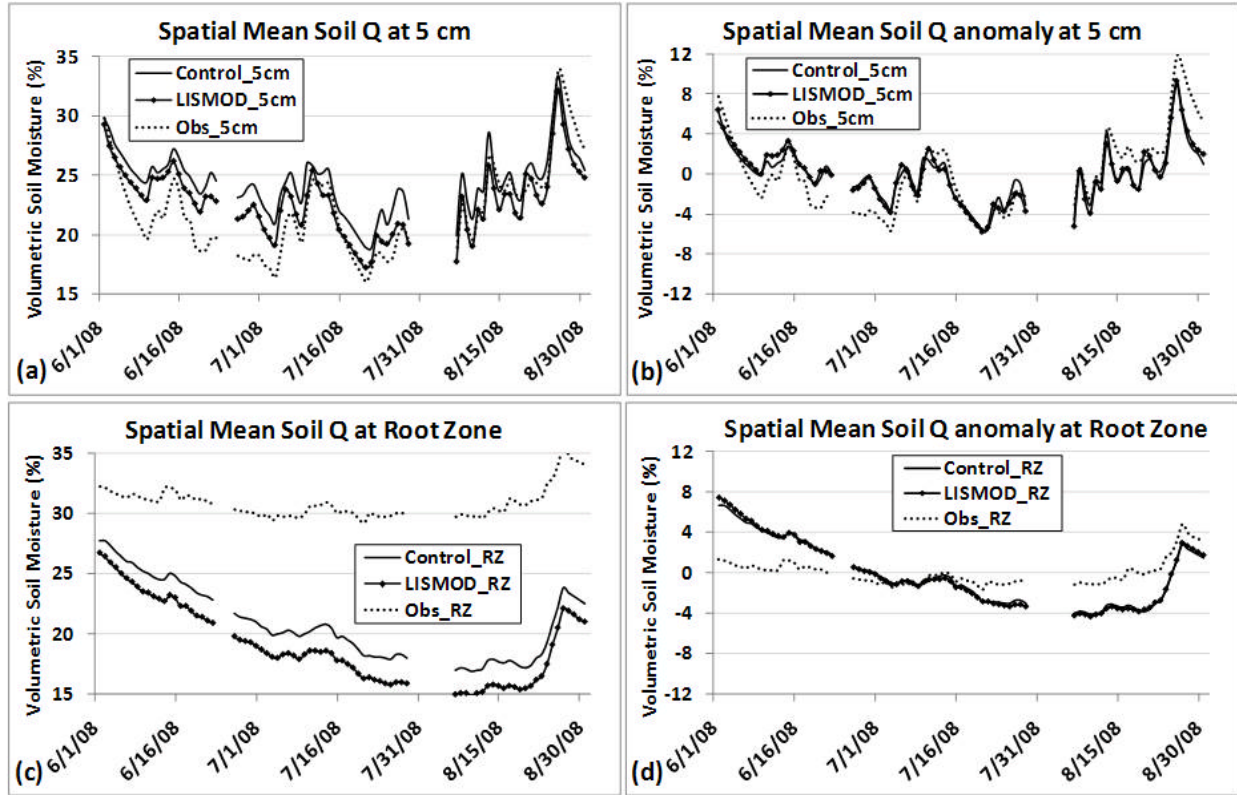 Spatial Mean Soil Q at 5 cm
Volumetric Soil Moisture (%)
35
30
25
20
15
Control_5cm
LISMOD_5cm
Obs_5cm
6/1/08
6/16/08
7/1/08
7/16/08
7/31/08
8/15/08
8/30/08
(a)
Spatial Mean Soil Q anomaly at 5 cm
Volumetric Soil Moisture (%)
12
8
4
0
-4
-8
-12
Control_5cm
LISMOD_5cm
Obs_5cm
6/1/08
6/16/08
7/1/08
7/16/08
7/31/08
8/15/08
8/30/08
(b)
Spatial Mean Soil Q at Root Zone
Volumetric Soil Moisture (%)
35
30
25
20
15
Control_RZ
LISMOD_RZ
Obs_RZ
6/1/08
6/16/08
7/1/08
7/16/08
7/31/08
8/15/08
8/30/08
(c)
Spatial Mean Soil Q anomaly at Root Zone
Volumetric Soil Moisture (%)
12
8
4
0
-4
-8
-12
Control_RZ
LISMOD_RZ
Obs_RZ
6/1/08
6/16/08
7/1/08
7/16/08
7/31/08
8/15/08
8/30/08
(d)